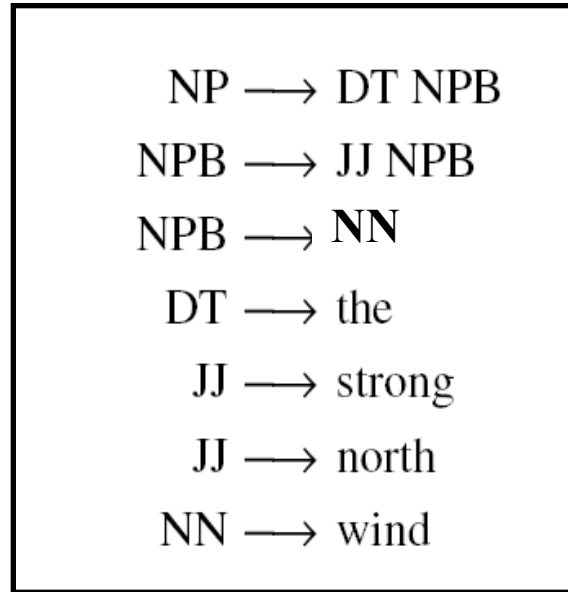 NP ⟶ DT NPB
NPB ⟶ JJ NPB
NPB ⟶ NN
DT ⟶ the
JJ ⟶ strong
JJ ⟶ north
NN ⟶ wind